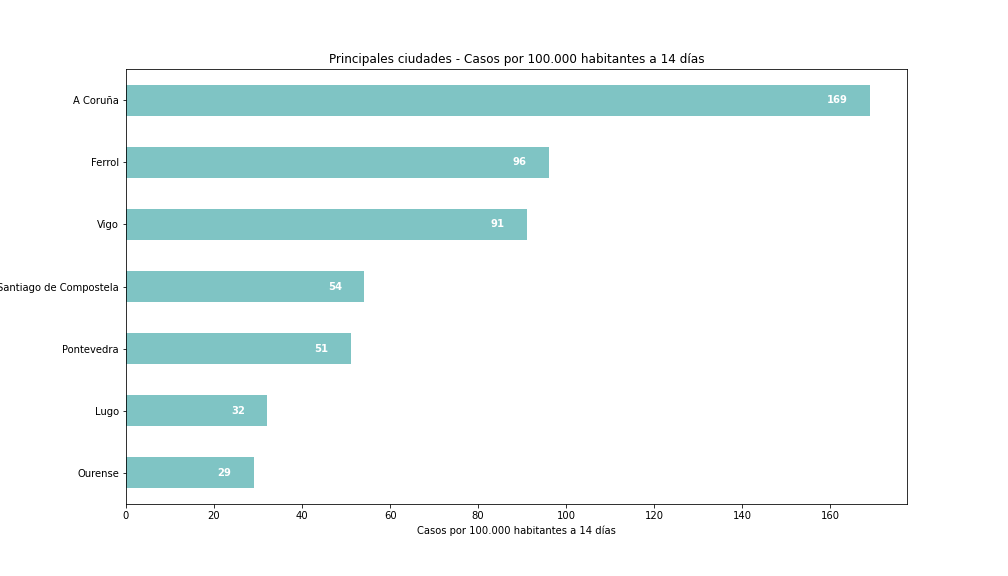 Principales ciudades - Casos por 100.000 habitantes a 14 días
A Coruña
169
Ferrol
96
Vigo
91
Santiago de Compostela
54
Pontevedra
51
Lugo
32
Ourense
29
0 20 40 60 80 100 120 140 160
Casos por 100.000 habitantes a 14 días